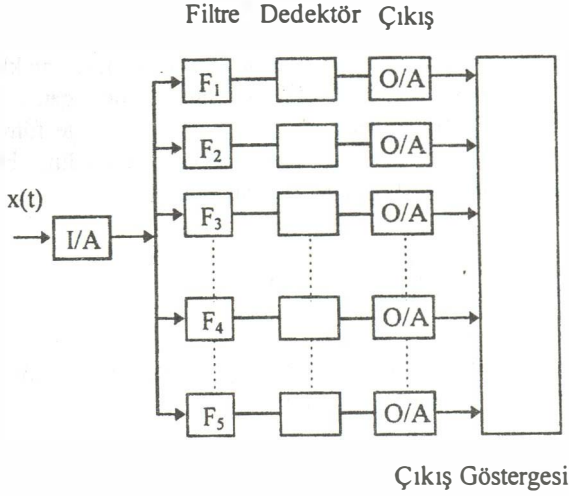 Filtre Dedektör Çıkış
F₁ O/A
F₂ O/A
x(t)
I/A
F₃ O/A
F₄ O/A
F₅ O/A
Çıkış Göstergesi